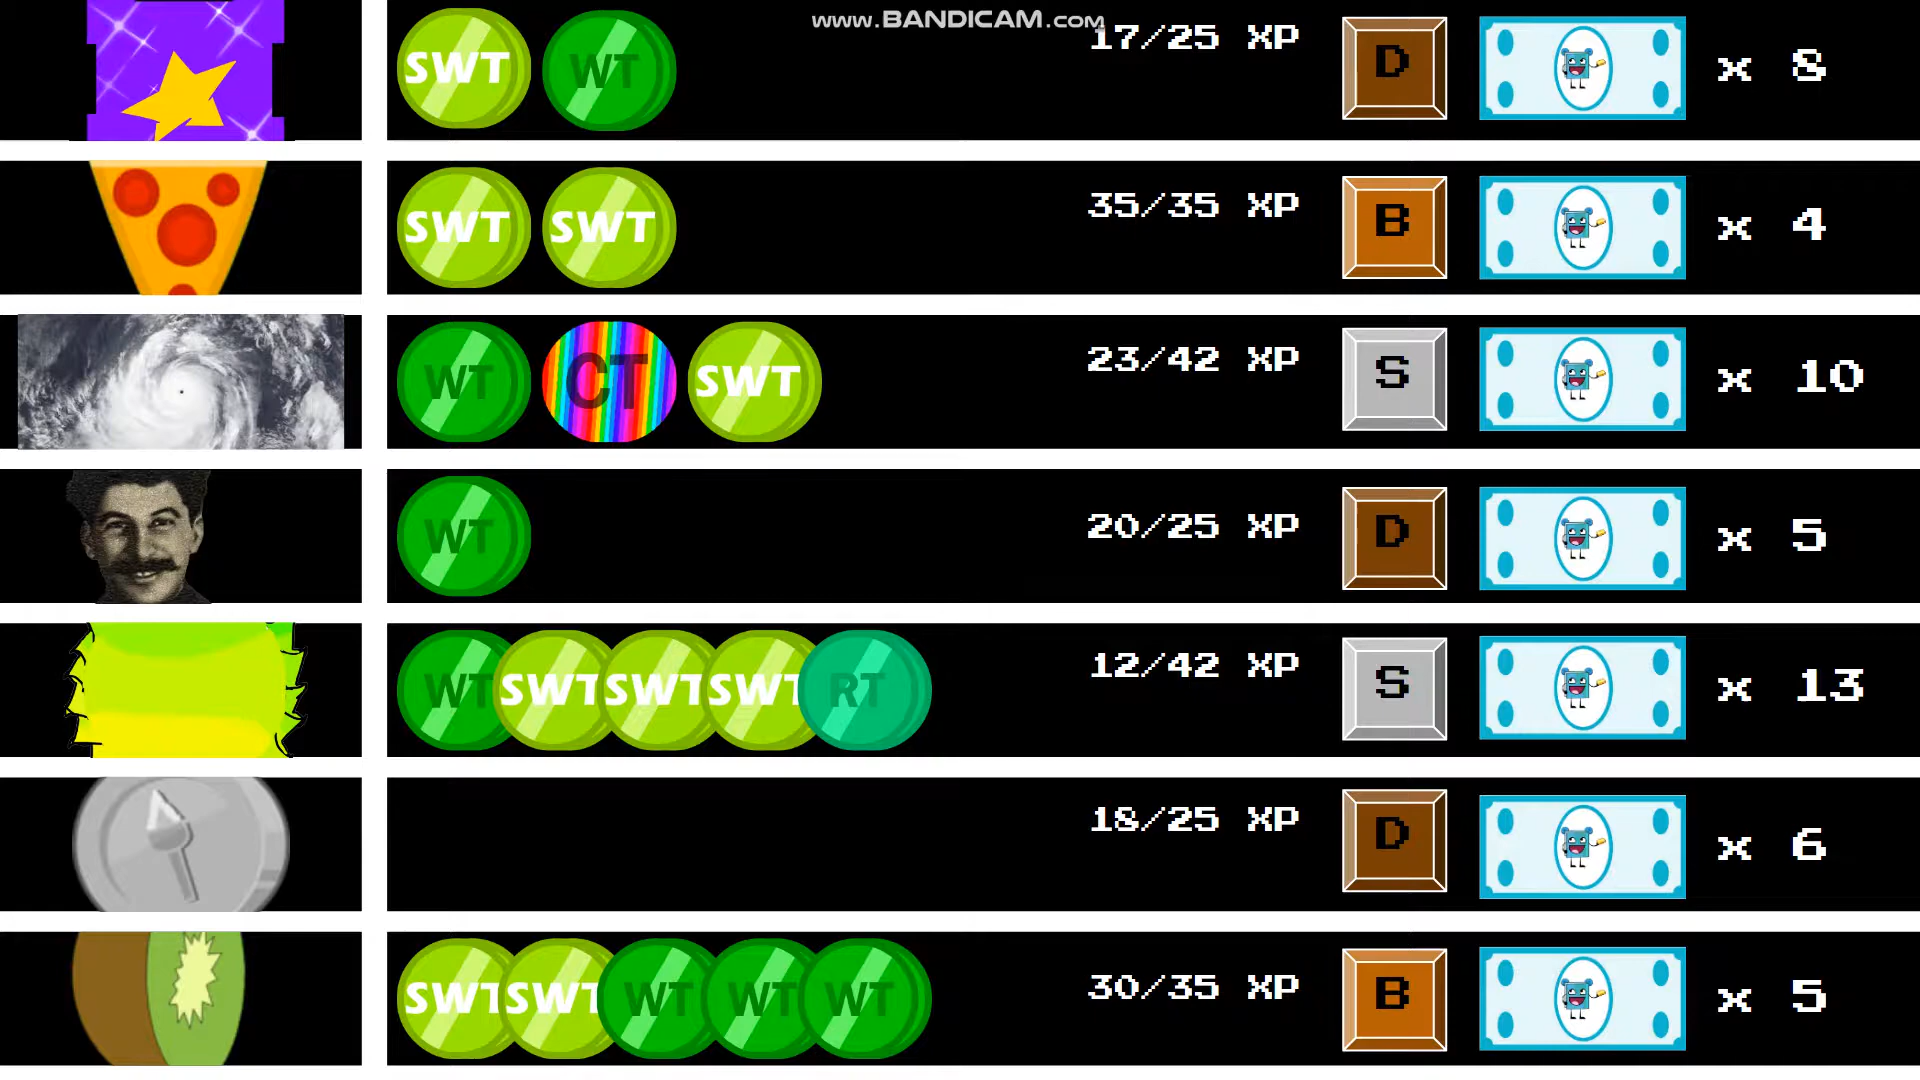 www.BANDICAM.com
SWT WT 17/25 XP D x 8
SWT SWT 35/35 XP B x 4
WT CT SWT 23/42 XP S x 10
WT 20/25 XP D x 5
WT SWT SWT SWT RT 12/42 XP S x 13
18/25 XP D x 6
SWT SWT WT WT WT 30/35 XP B x 5